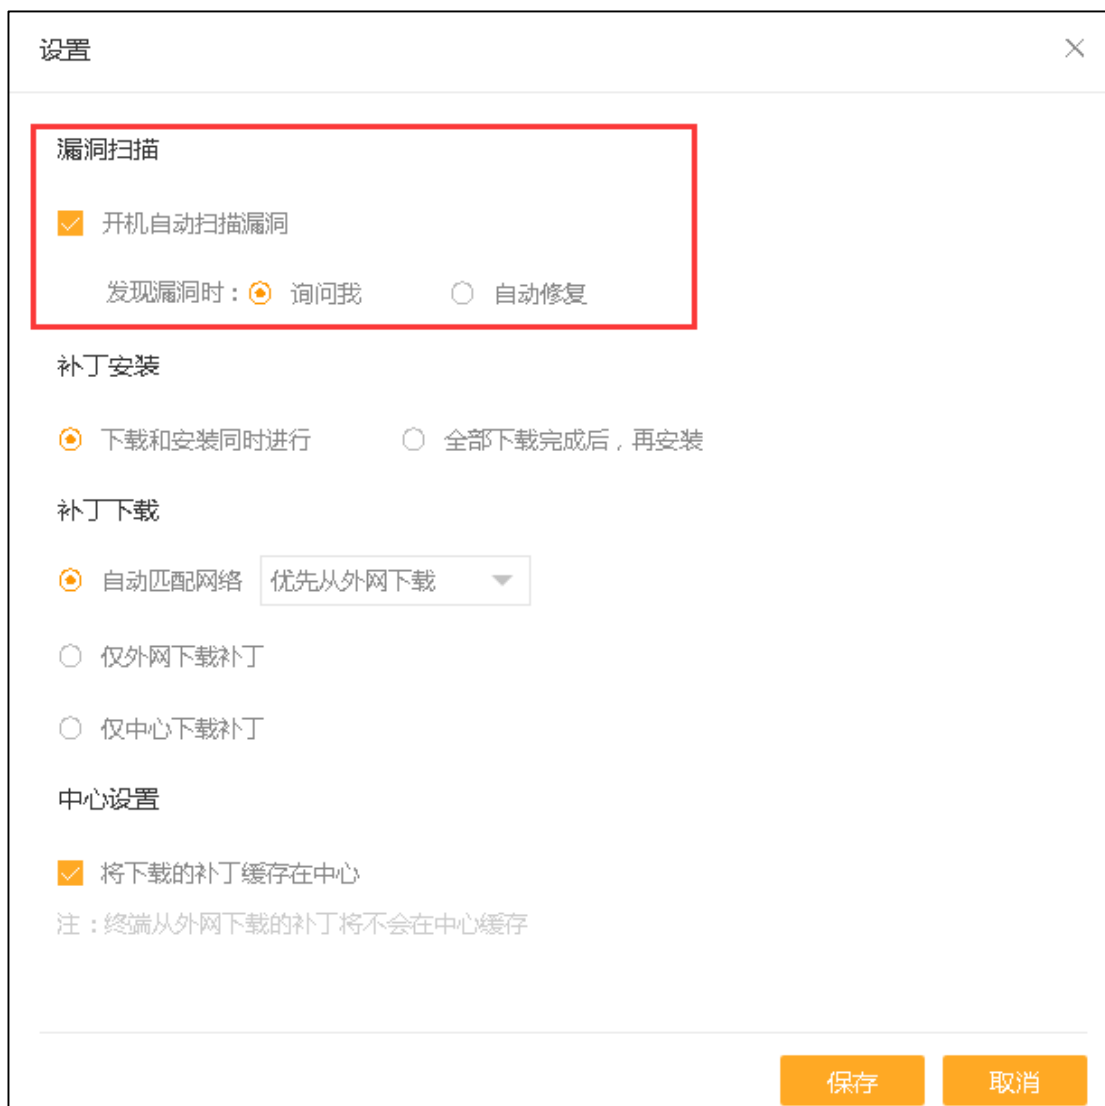 设置
漏洞扫描
开机自动扫描漏洞
发现漏洞时：询问我 自动修复
补丁安装
下载和安装同时进行 全部下载完成后，再安装
补丁下载
自动匹配网络 优先从外网下载
仅外网下载补丁
仅中心下载补丁
中心设置
将下载的补丁缓存在中心
注：终端从外网下载的补丁将不会在中心缓存
保存 取消